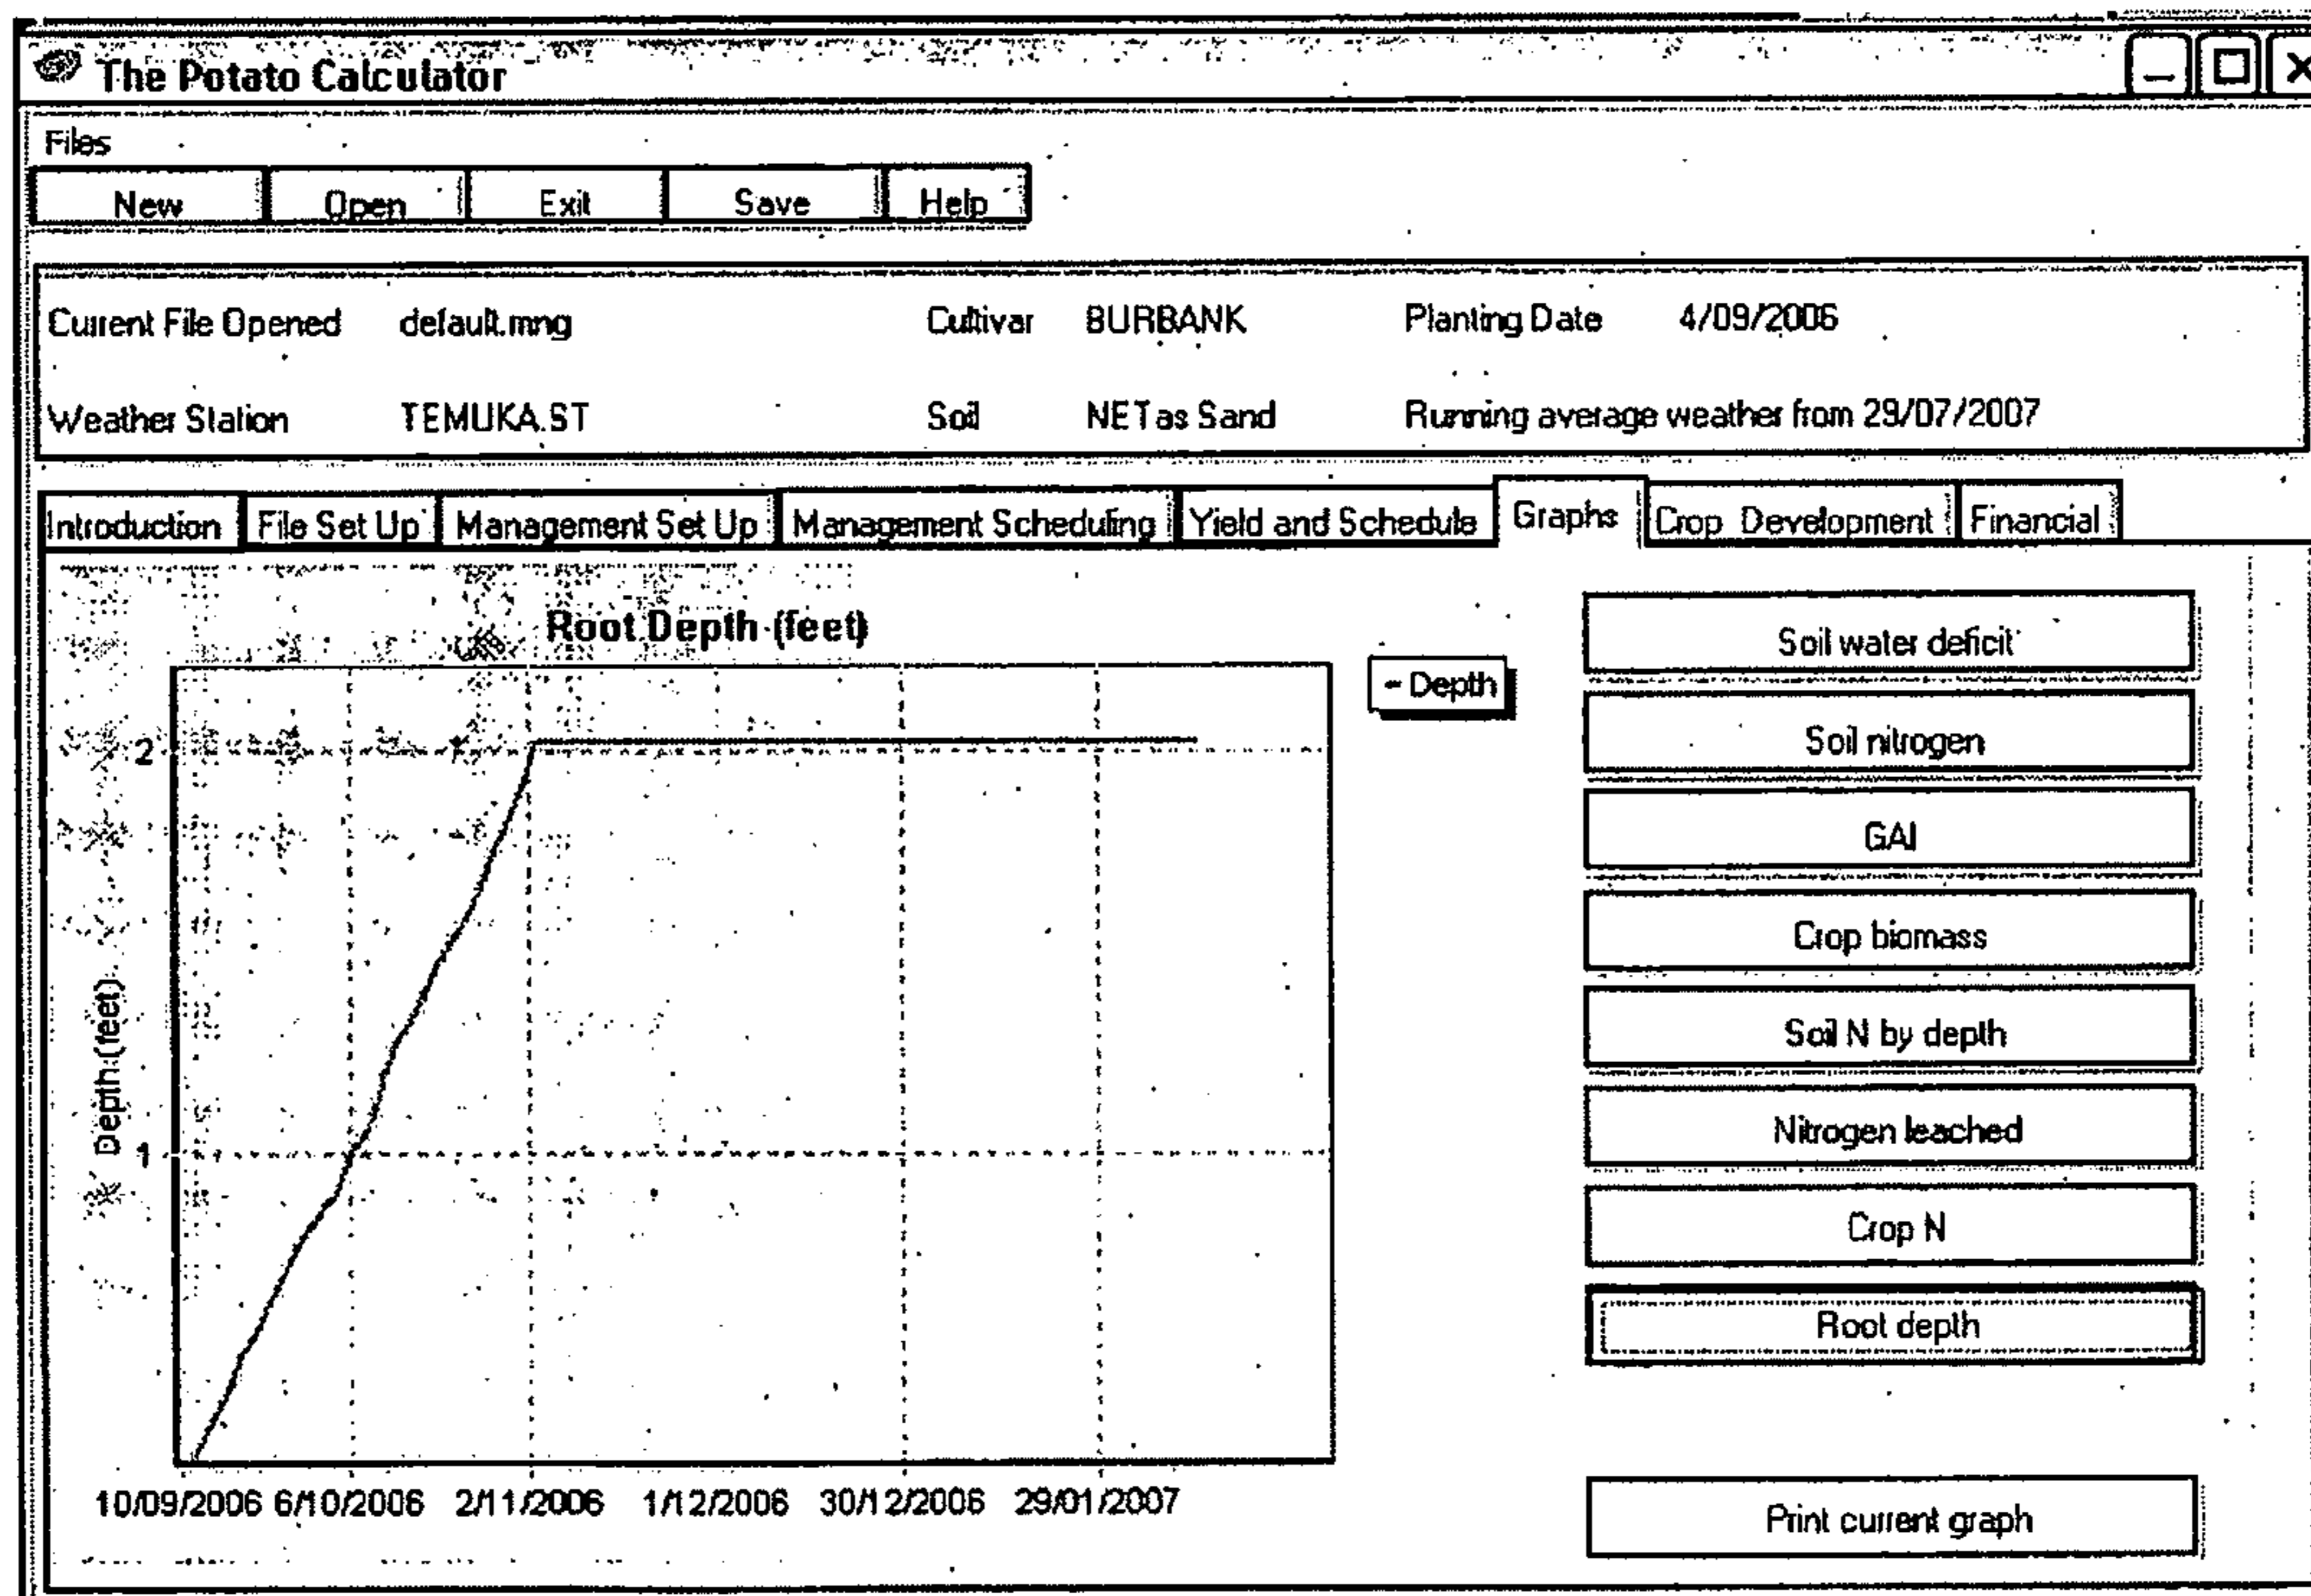 The Potato Calculator
Files
New Open Exit Save Help
Current File Opened default.mng Cultivar BURBANK Planting Date 4/09/2006
Weather Station TEMUKA.ST Soil NETas Sand Running average weather from 29/07/2007
Introduction File Set Up Management Set Up Management Scheduling Yield and Schedule Graphs Crop Development Financial
Root Depth (feet)
Depth
2
1
Depth (feet)
10/09/2006 6/10/2006 2/11/2006 1/12/2006 30/12/2006 29/01/2007
Soil water deficit
Soil nitrogen
GAI
Crop biomass
Soil N by depth
Nitrogen leached
Crop N
Root depth
Print current graph